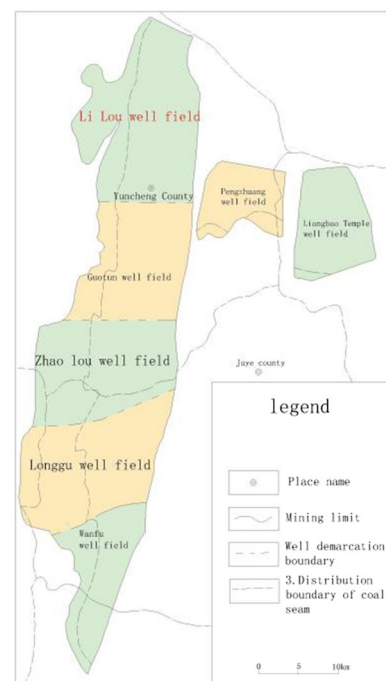 Li Lou well field
Yuncheng County
Pengzhuang
well field
Liangbao Temple
well field
Guotun well field
Zhao lou well field
Juye county
Longgu well field
Wanfu
well field
legend
Place name
Mining limit
Well demarcation
boundary
3.Distribution
boundary of coal
seam
0 5 10km